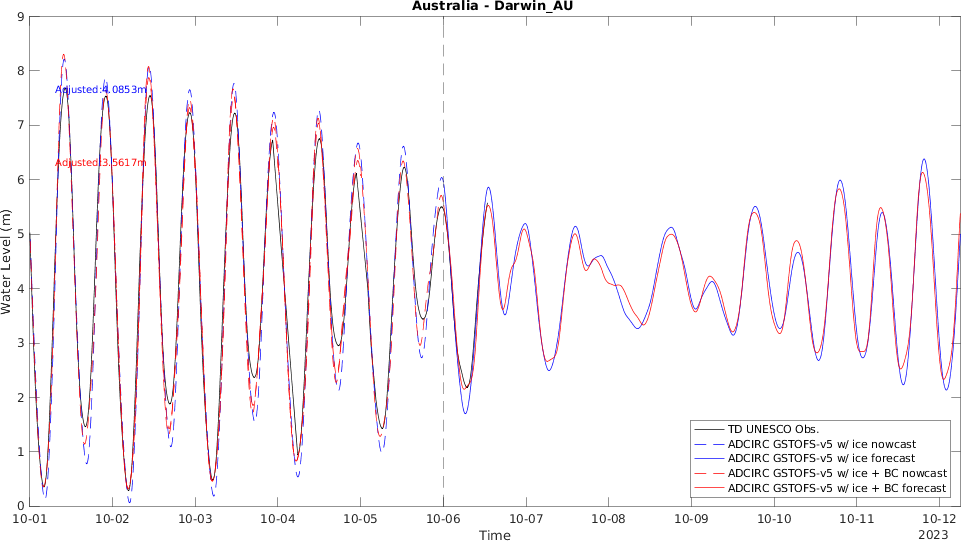 Australia - Darwin_AU
9
8
7
6
5
4
3
2
1
0
Water Level (m)
Adjusted:4.0853m
Adjusted:3.5617m
TD UNESCO Obs.
ADCIRC GSTOFS-v5 w/ ice nowcast
ADCIRC GSTOFS-v5 w/ ice forecast
ADCIRC GSTOFS-v5 w/ ice + BC nowcast
ADCIRC GSTOFS-v5 w/ ice + BC forecast
10-01 10-02 10-03 10-04 10-05 10-06 10-07 10-08 10-09 10-10 10-11 10-12
Time
2023